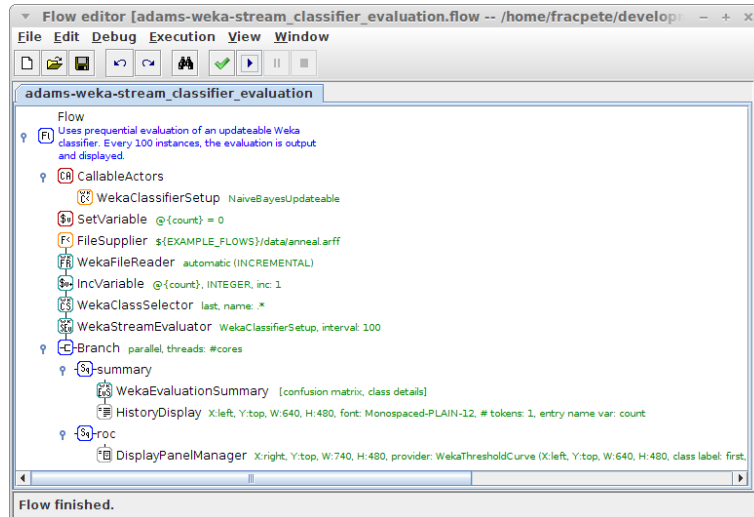 Flow editor [adams-weka-stream_classifier_evaluation.flow -- /home/fracpete/develop
File Edit Debug Execution View Window
adams-weka-stream_classifier_evaluation
Flow
Uses prequential evaluation of an updateable Weka
classifier. Every 100 instances, the evaluation is output
and displayed.
CallableActors
WekaClassifierSetup NaiveBayesUpdateable
SetVariable @{count} = 0
FileSupplier ${EXAMPLE_FLOWS}/data/anneal.arff
WekaFileReader automatic (INCREMENTAL)
IncVariable @{count}, INTEGER, inc: 1
WekaClassSelector last, name: .*
WekaStreamEvaluator WekaClassifierSetup, interval: 100
Branch parallel, threads: #cores
summary
WekaEvaluationSummary [confusion matrix, class details]
HistoryDisplay X:left, Y:top, W:640, H:480, font: Monospaced-PLAIN-12, # tokens: 1, entry name var: count
roc
DisplayPanelManager X:right, Y:top, W:740, H:480, provider: WekaThresholdCurve (X:left, Y:top, W:640, H:480, class label: first,
Flow finished.